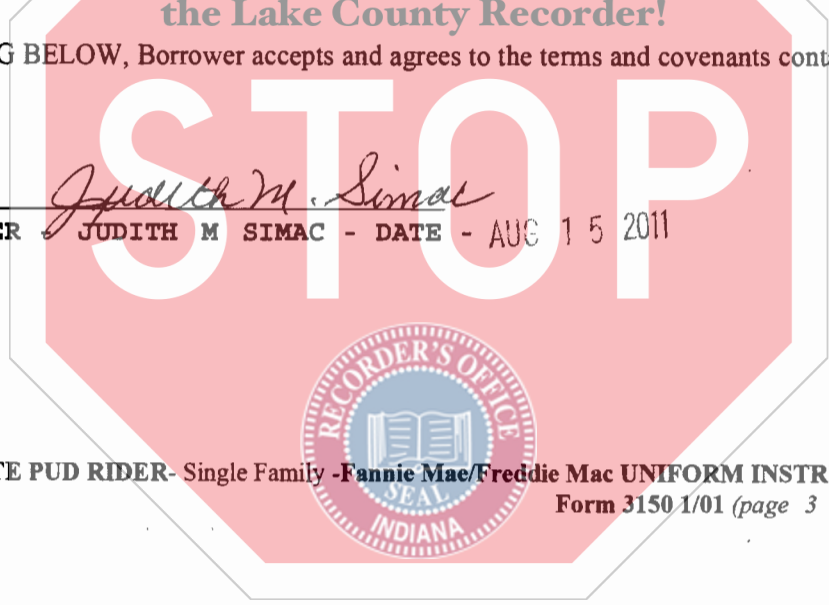 the Lake County Recorder!
G BELOW, Borrower accepts and agrees to the terms and covenants cont
STOP
Judith M. Simac
ER - JUDITH M SIMAC - DATE - AUG 15 2011
RECORDER'S OFFICE
SEAL
INDIANA
TE PUD RIDER- Single Family -Fannie Mae/Freddie Mac UNIFORM INSTR
Form 3150 1/01 (page 3